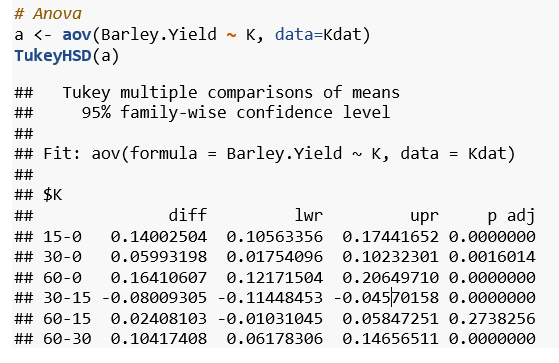 # Anova
a <- aov(Barley.Yield ~ K, data=Kdat)
TukeyHSD(a)
##   Tukey multiple comparisons of means
##     95% family-wise confidence level
##
## Fit: aov(formula = Barley.Yield ~ K, data = Kdat)
##
## $K
##              diff         lwr         upr     p adj
## 15-0   0.14002504  0.10563356  0.17441652 0.0000000
## 30-0   0.05993198  0.01754096  0.10232301 0.0016014
## 60-0   0.16410607  0.12171504  0.20649710 0.0000000
## 30-15 -0.08009305 -0.11448453 -0.04570158 0.0000000
## 60-15  0.02408103 -0.01031045  0.05847251 0.2738256
## 60-30  0.10417408  0.06178306  0.14656511 0.0000000